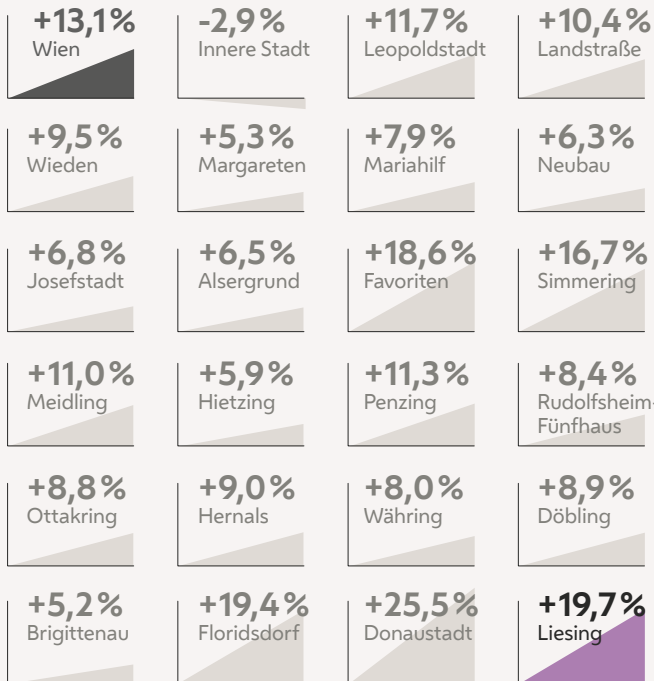 +13,1 %
Wien
-2,9 %
Innere Stadt
+11,7 %
Leopoldstadt
+10,4 %
Landstraße
+9,5 %
Wieden
+5,3 %
Margareten
+7,9 %
Mariahilf
+6,3 %
Neubau
+6,8 %
Josefstadt
+6,5 %
Alsergrund
+18,6 %
Favoriten
+16,7 %
Simmering
+11,0 %
Meidling
+5,9 %
Hietzing
+11,3 %
Penzing
+8,4 %
Rudolfsheim-
Fünfhaus
+8,8 %
Ottakring
+9,0 %
Hernals
+8,0 %
Währing
+8,9 %
Döbling
+5,2 %
Brigittenau
+19,4 %
Floridsdorf
+25,5 %
Donaustadt
+19,7 %
Liesing